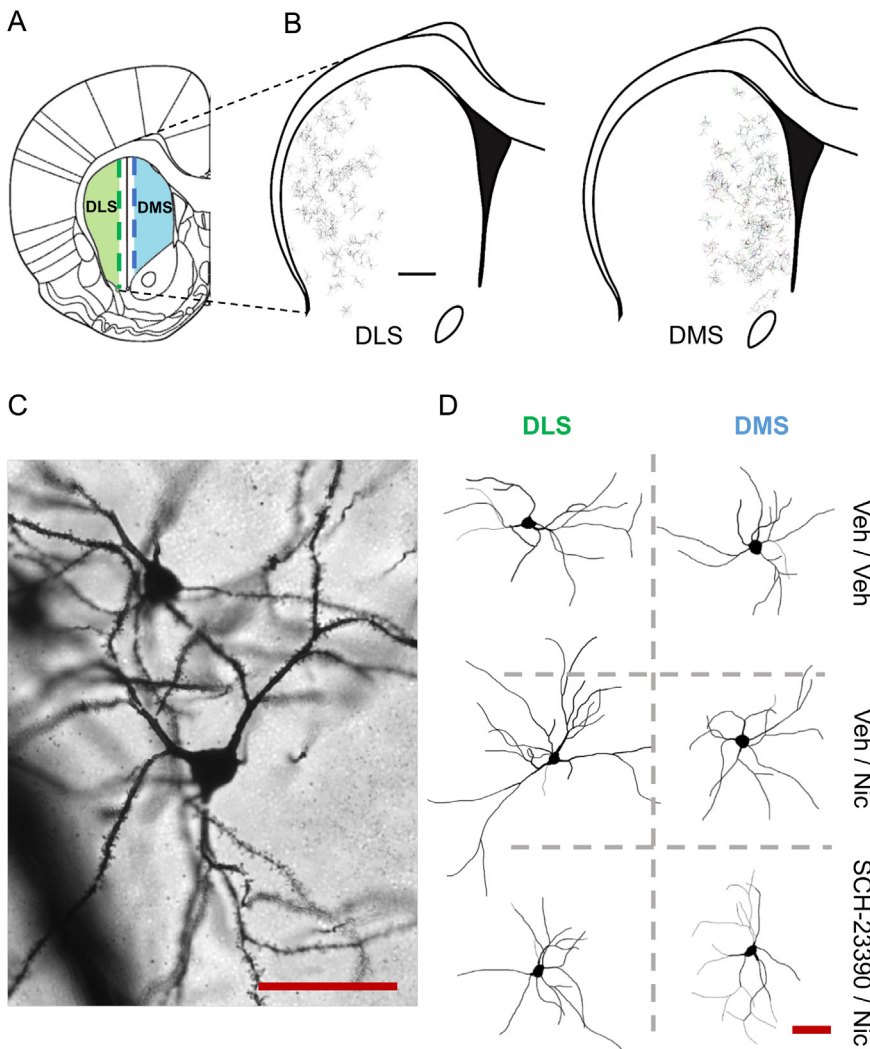 A
B
DLS
DMS
DLS
DMS
C
D
DLS
DMS
Veh / Veh
Veh / Nic
SCH-23390 / Nic